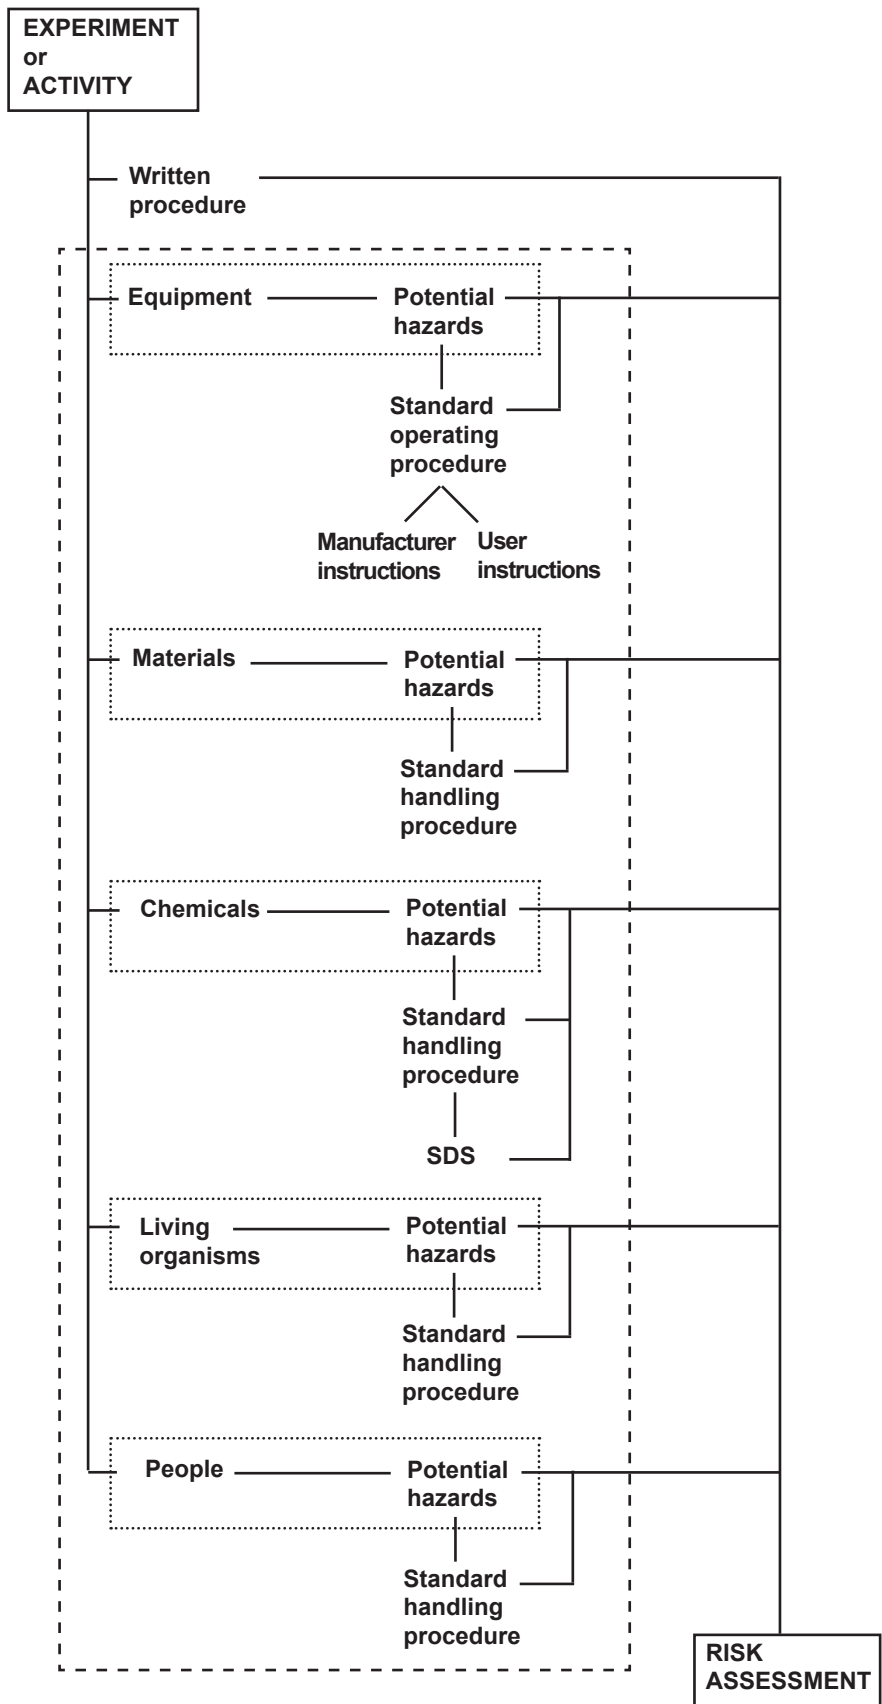 EXPERIMENT
or
ACTIVITY
Written
procedure
Equipment
Potential
hazards
Standard
operating
procedure
Manufacturer
instructions
User
instructions
Materials
Potential
hazards
Standard
handling
procedure
Chemicals
Potential
hazards
Standard
handling
procedure
SDS
Living
organisms
Potential
hazards
Standard
handling
procedure
People
Potential
hazards
Standard
handling
procedure
RISK
ASSESSMENT